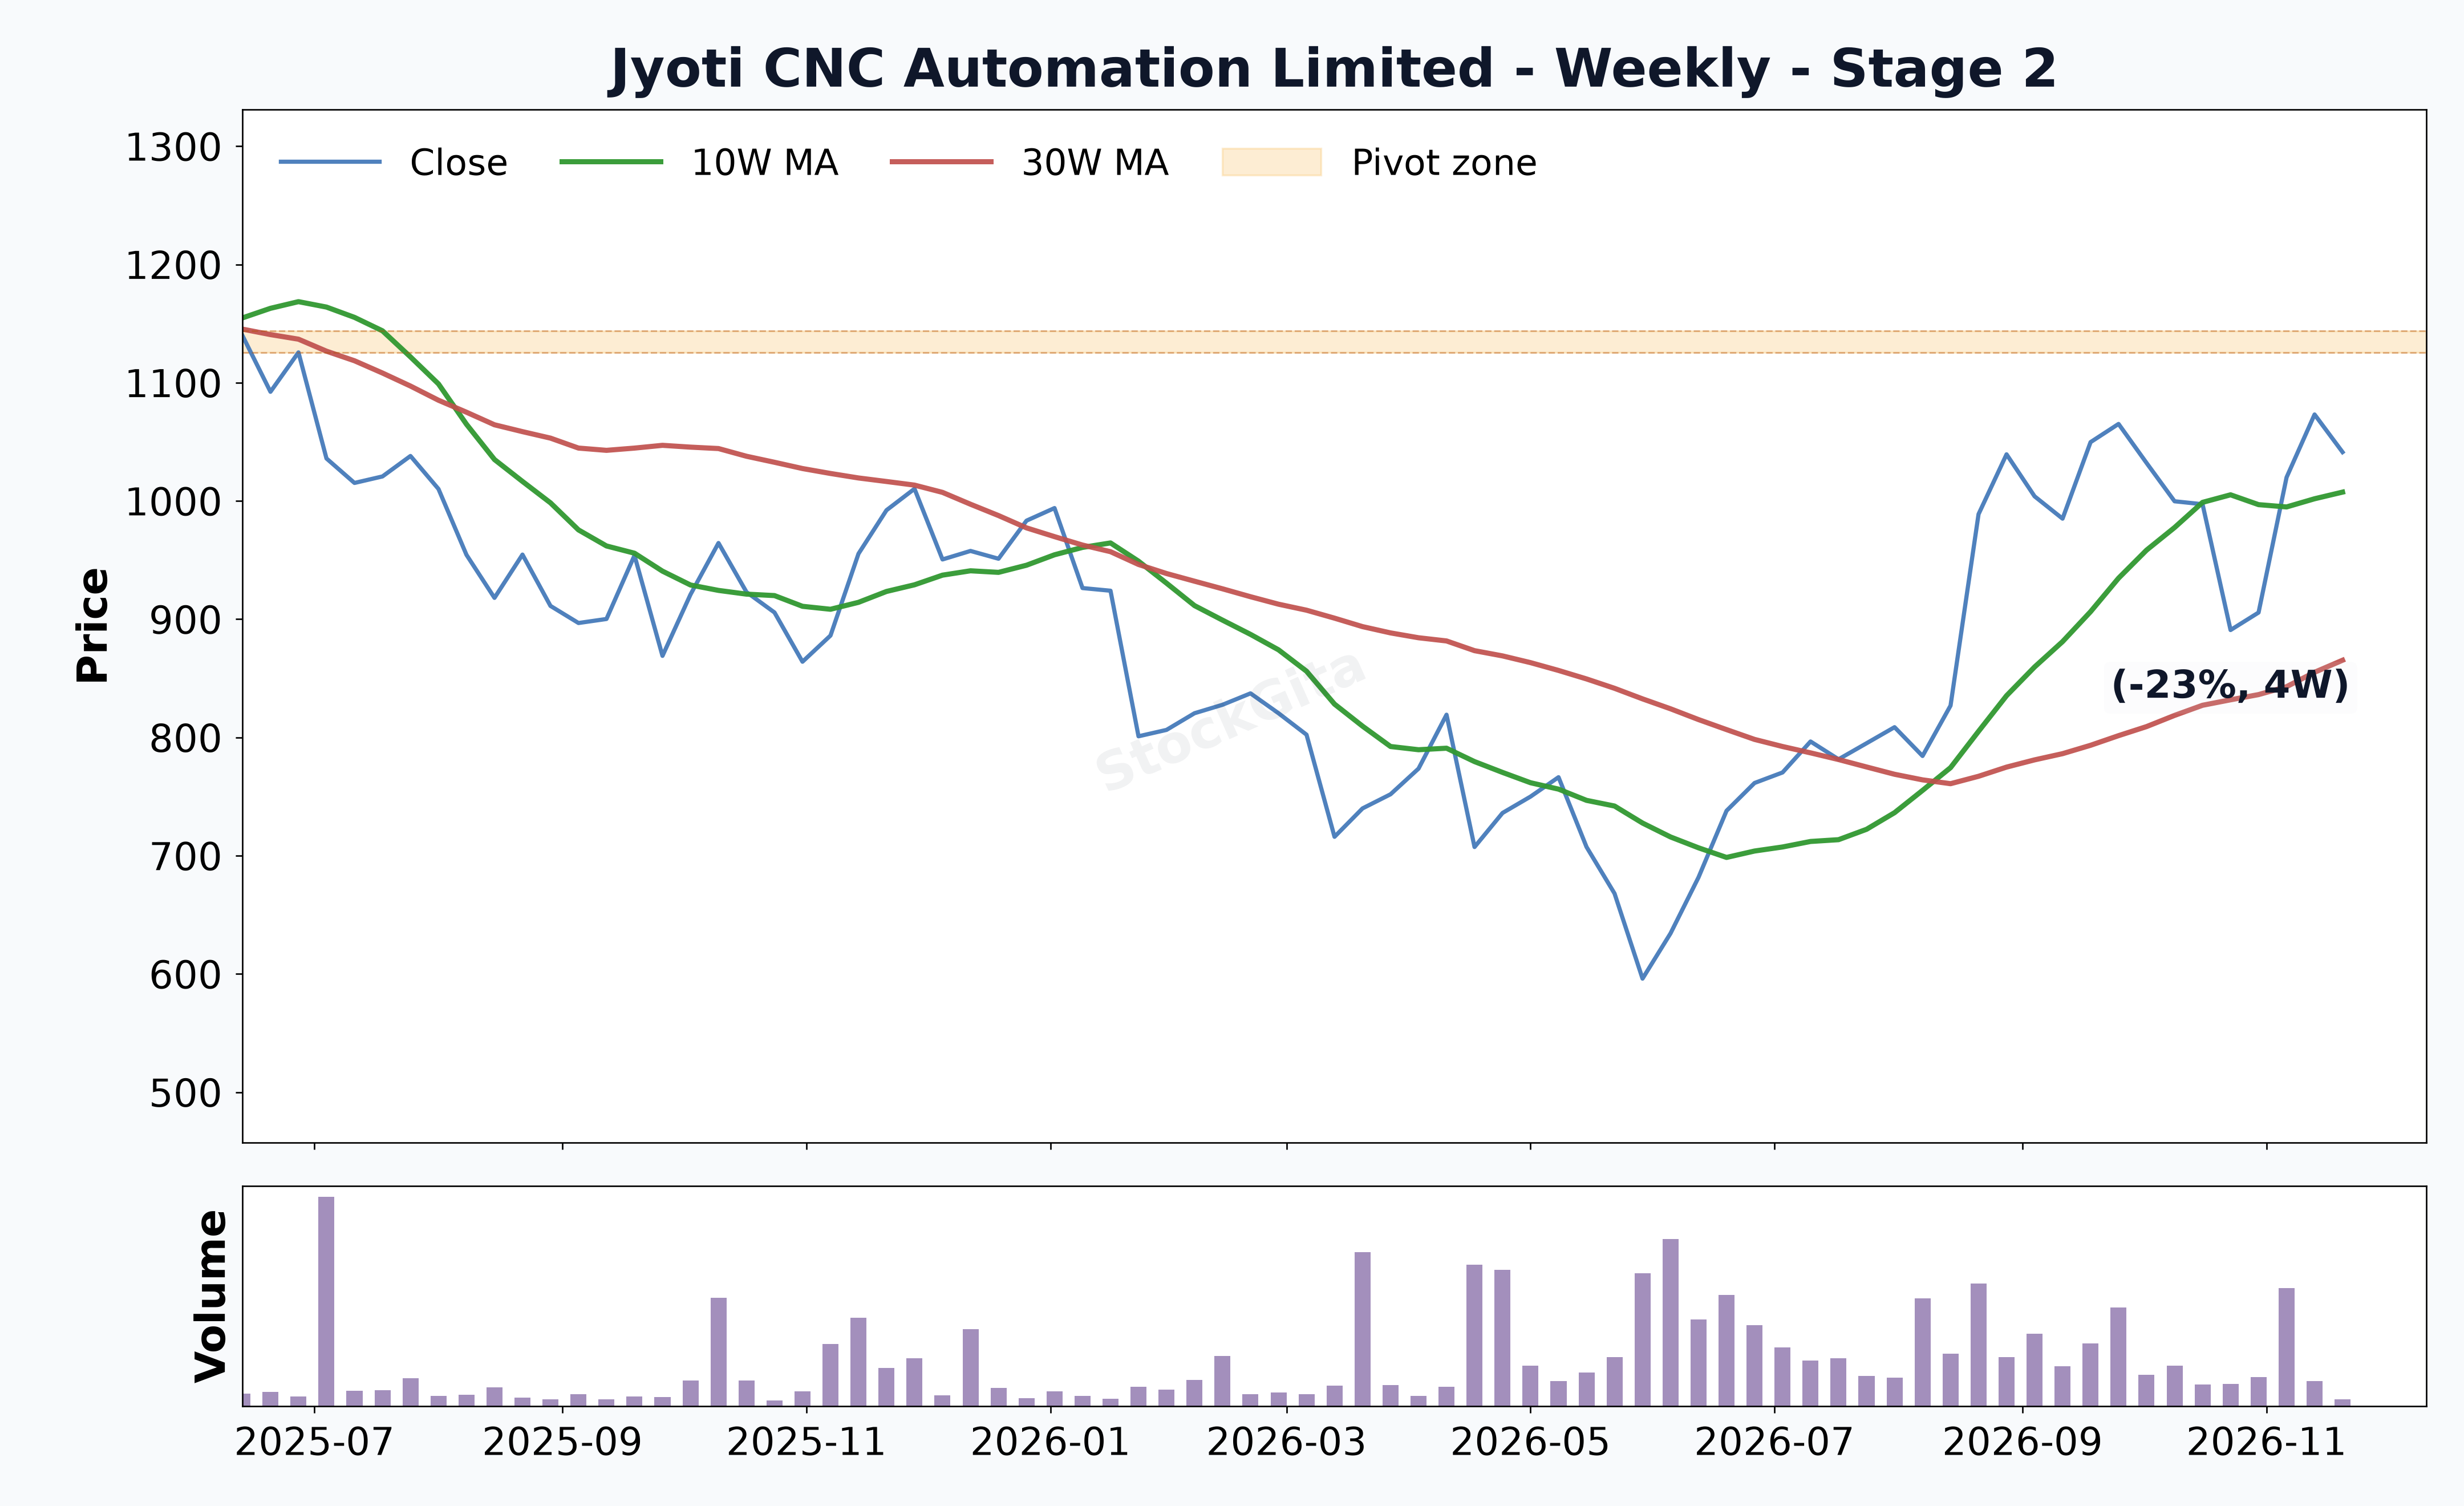 Jyoti CNC Automation Limited - Weekly - Stage 2
Close 10W MA 30W MA Pivot zone
Price
1300
1200
1100
1000
900
800
700
600
500
(-23%, 4W)
StockGita
Volume
2025-07 2025-09 2025-11 2026-01 2026-03 2026-05 2026-07 2026-09 2026-11